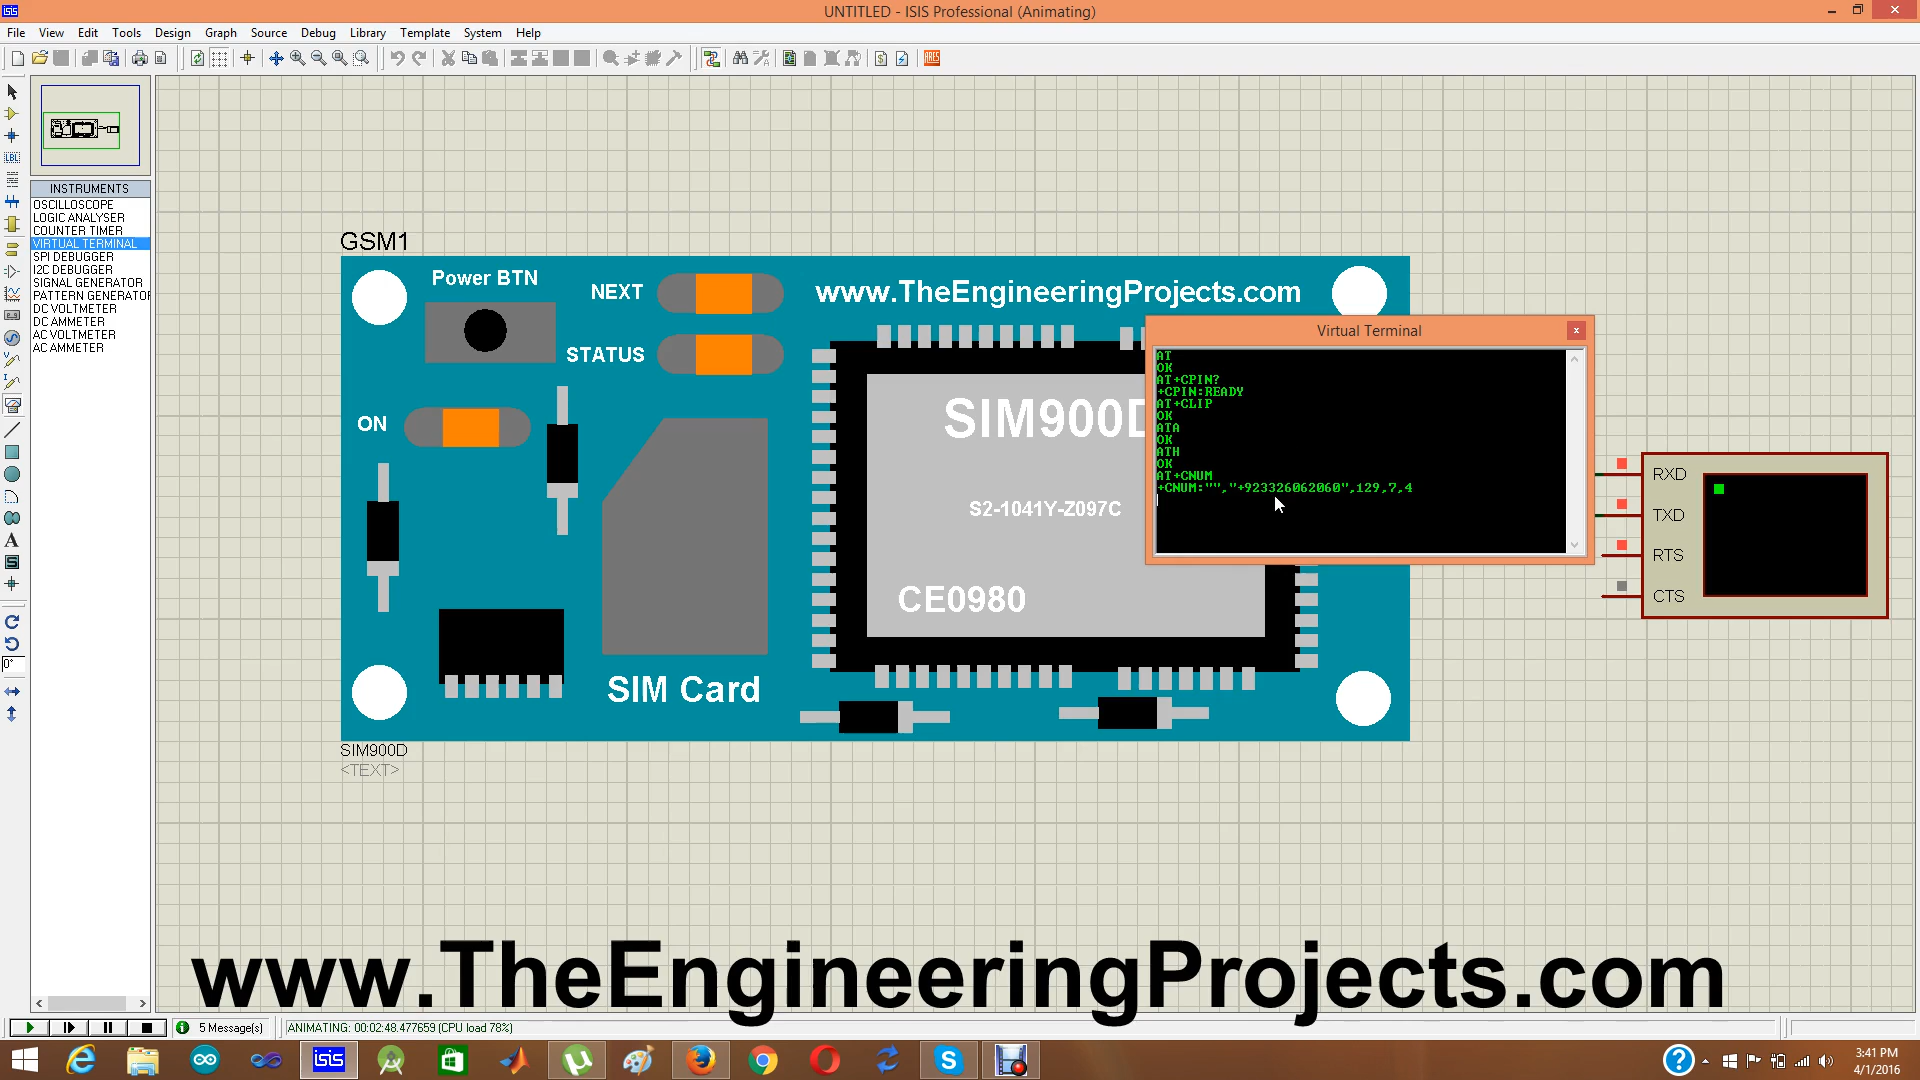 UNTITLED - ISIS Professional (Animating)
File View Edit Tools Design Graph Source Debug Library Template System Help
INSTRUMENTS
OSCILLOSCOPE
LOGIC ANALYSER
COUNTER TIMER
VIRTUAL TERMINAL
SPI DEBUGGER
I2C DEBUGGER
SIGNAL GENERATOR
PATTERN GENERATOR
DC VOLTMETER
DC AMMETER
AC VOLTMETER
AC AMMETER
LBL
A
S
0°
GSM1
Power BTN
NEXT
STATUS
ON
www.TheEngineeringProjects.com
SIM900D
S2-1041Y-Z097C
CE0980
SIM Card
SIM900D
<TEXT>
Virtual Terminal
AT
OK
AT+CPIN?
+CPIN:READY
AT+CLIP
OK
ATA
OK
ATH
OK
AT+CNUM
+CNUM:"","+923326062060",129,7,4
RXD
TXD
RTS
CTS
www.TheEngineeringProjects.com
5 Message(s)
ANIMATING: 00:02:48.477659 (CPU load 78%)
isis
3:41 PM
4/1/2016